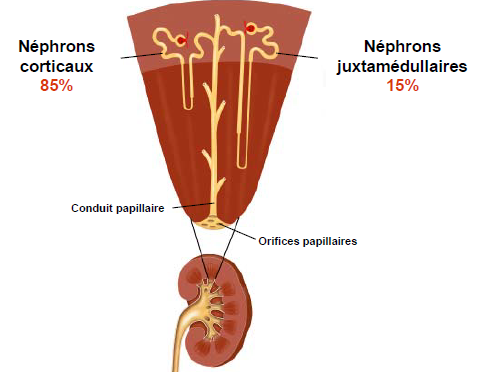 Néphrons
corticaux
85%
Néphrons
juxtamédullaires
15%
Conduit papillaire
Orifices papillaires